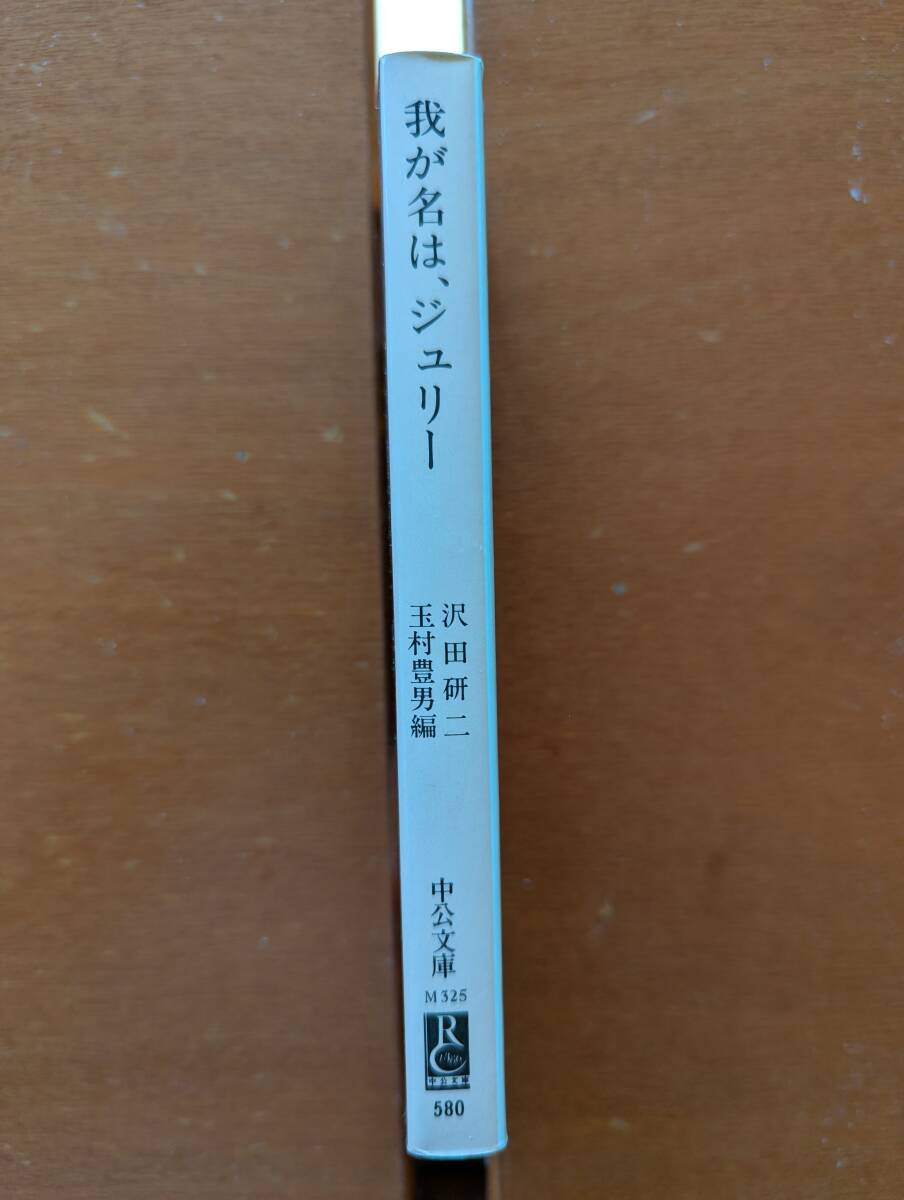 我が名は、ジュリー
沢田研二
玉村豊男編
中公文庫
M325
RC
中公文庫
580